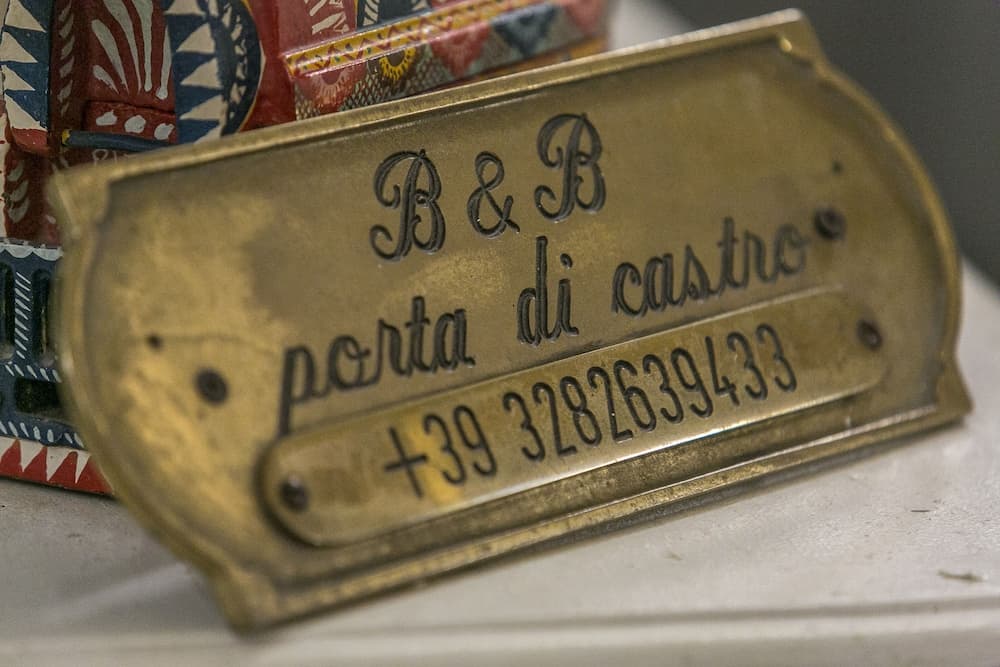 B & B
porta di castro
+39 3282639433